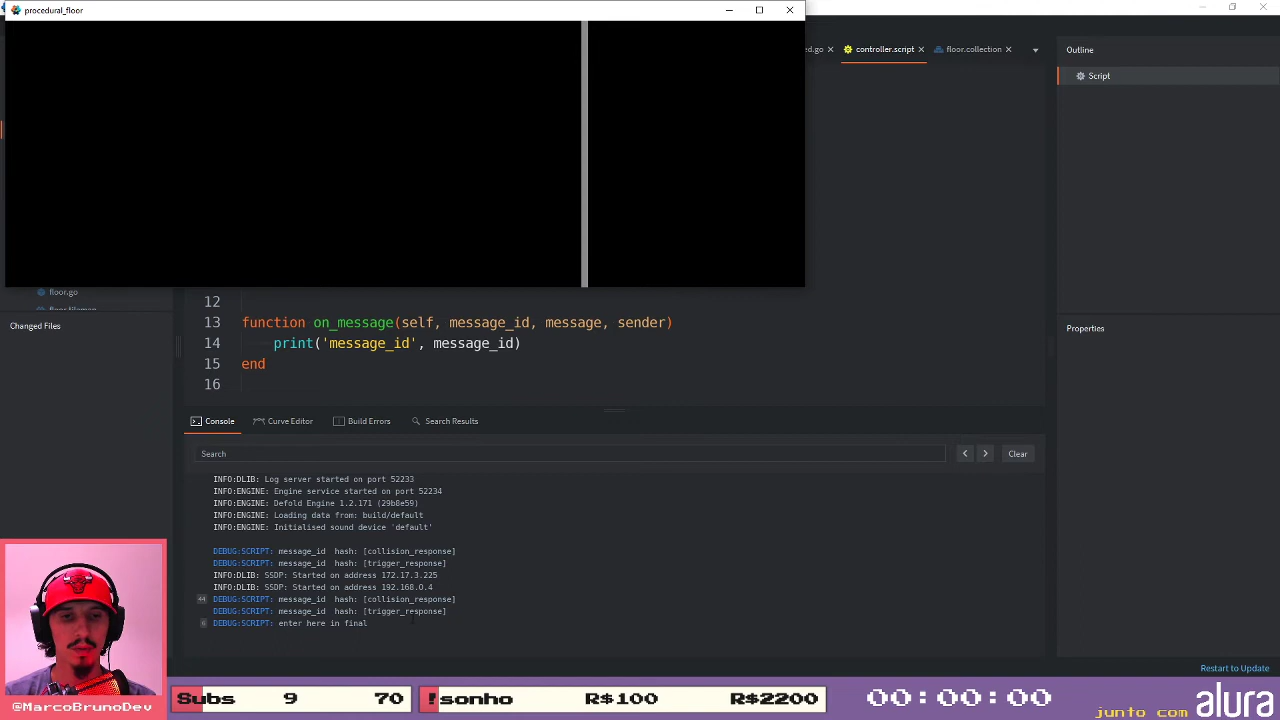 procedural_floor
ed.go
controller.script
floor.collection
Outline
Script
floor.go
floor.tilemap
Changed Files
Properties
12
13 function on_message(self, message_id, message, sender)
14 print('message_id', message_id)
15 end
16
Console
Curve Editor
Build Errors
Search Results
Search
Clear
INFO:DLIB: Log server started on port 52233
INFO:ENGINE: Engine service started on port 52234
INFO:ENGINE: Defold Engine 1.2.171 (29b8e59)
INFO:ENGINE: Loading data from: build/default
INFO:ENGINE: Initialised sound device 'default'
DEBUG:SCRIPT: message_id hash: [collision_response]
DEBUG:SCRIPT: message_id hash: [trigger_response]
INFO:DLIB: SSDP: Started on address 172.17.3.225
INFO:DLIB: SSDP: Started on address 192.168.0.4
44 DEBUG:SCRIPT: message_id hash: [collision_response]
DEBUG:SCRIPT: message_id hash: [trigger_response]
DEBUG:SCRIPT: enter here in final
Restart to Update
@MarcoBrunoDev
Subs 9 70
!sonho R$100 R$2200
00:00:00
junto com alura